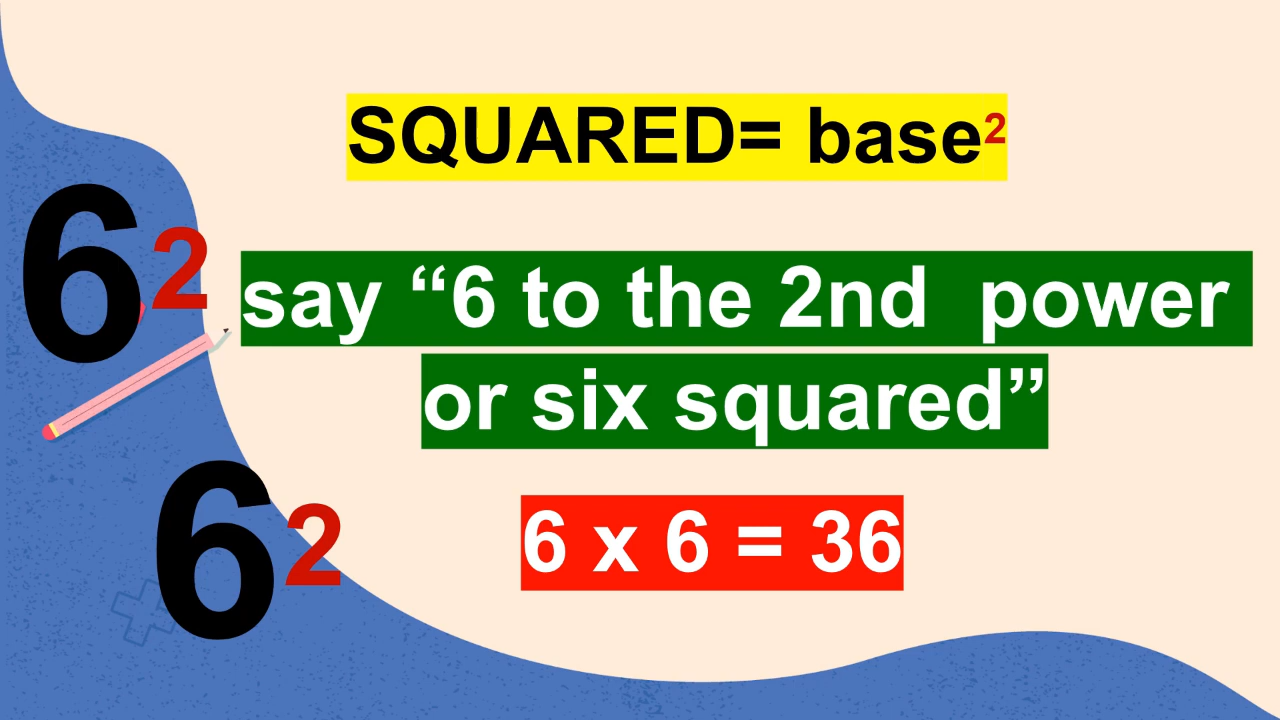 SQUARED= base²
6² say “6 to the 2nd power
or six squared”
6² 6 x 6 = 36